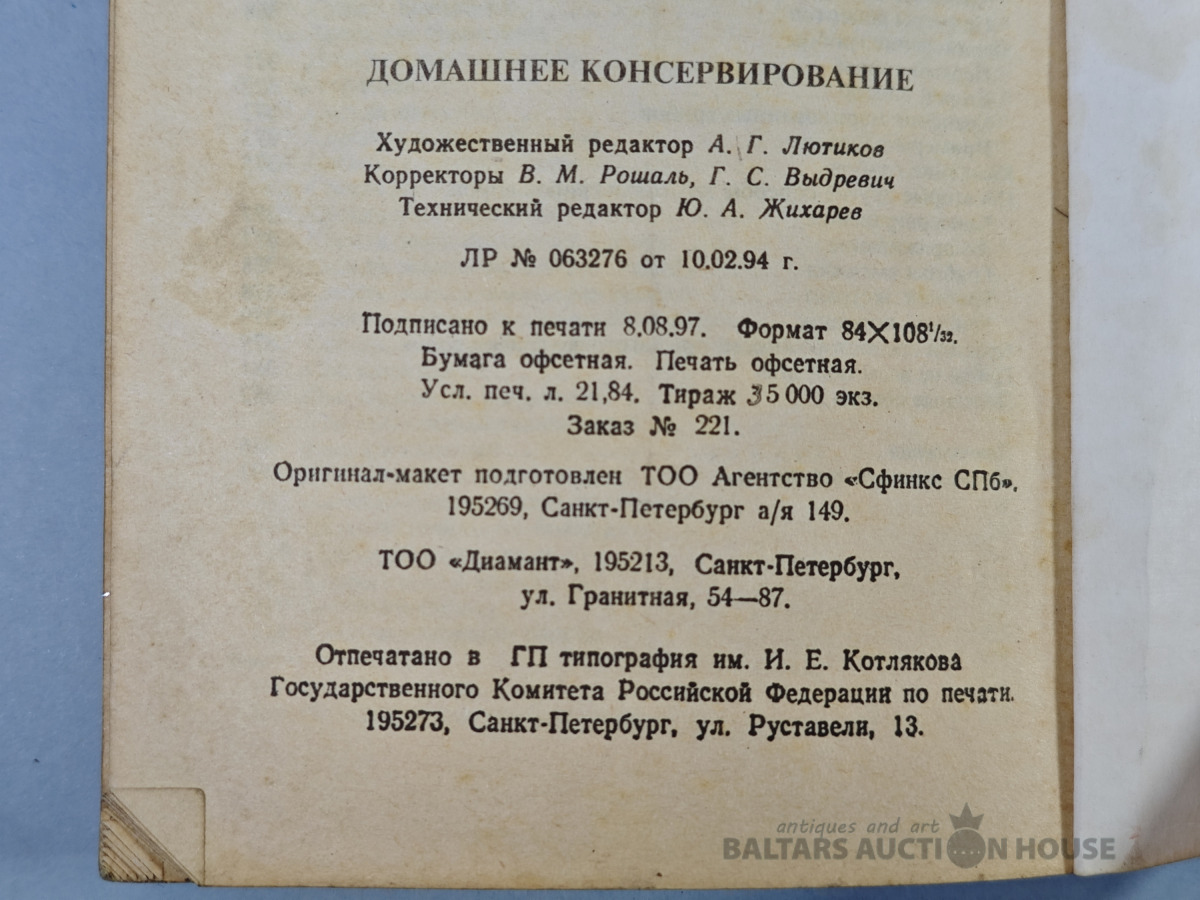 ДОМАШНЕЕ КОНСЕРВИРОВАНИЕ
Художественный редактор А. Г. Лютиков
Корректоры В. М. Рошаль, Г. С. Выдревич
Технический редактор Ю. А. Жихарев
ЛР № 063276 от 10.02.94 г.
Подписано к печати 8.08.97. Формат 84×108¹/₃₂.
Бумага офсетная. Печать офсетная.
Усл. печ. л. 21,84. Тираж 35 000 экз.
Заказ № 221.
Оригинал-макет подготовлен ТОО Агентство «Сфинкс СПб».
195269, Санкт-Петербург а/я 149.
ТОО «Диамант», 195213, Санкт-Петербург,
ул. Гранитная, 54—87.
Отпечатано в ГП типография им. И. Е. Котлякова
Государственного Комитета Российской Федерации по печати.
195273, Санкт-Петербург, ул. Руставели, 13.
antiques and art
BALTARS AUCTION HOUSE